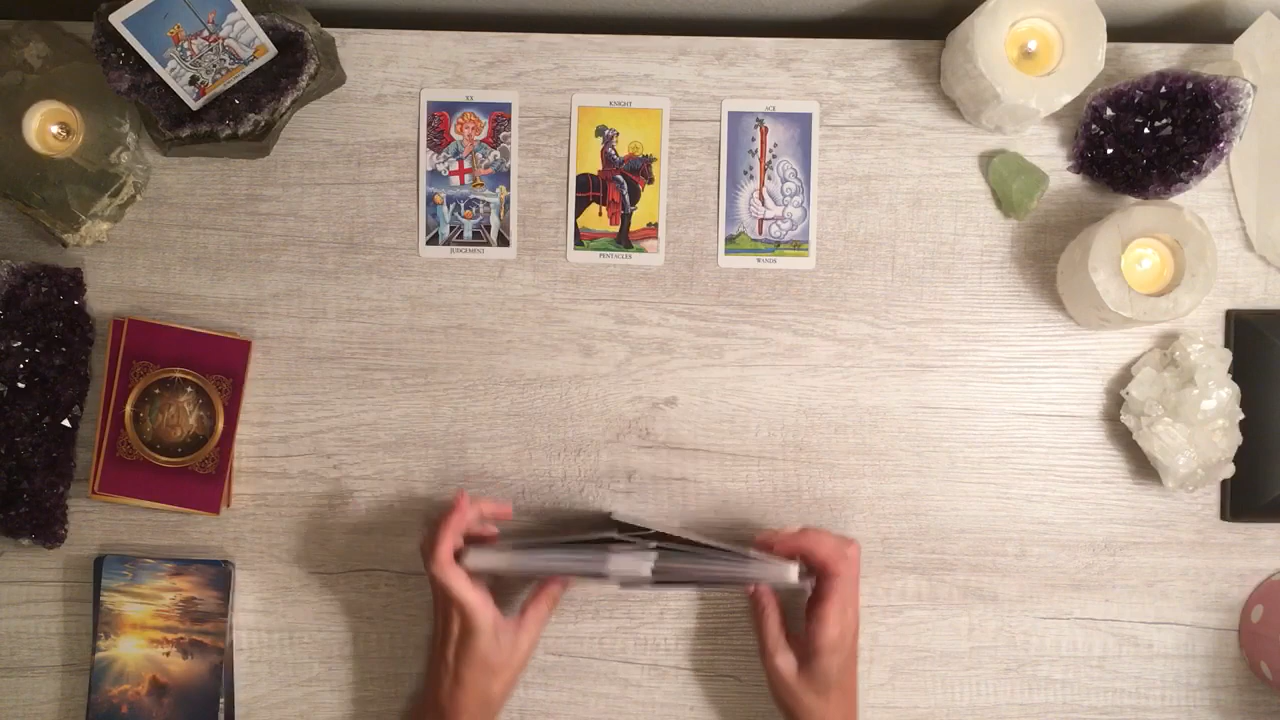 XX
JUDGEMENT
KNIGHT
PENTACLES
ACE
WANDS